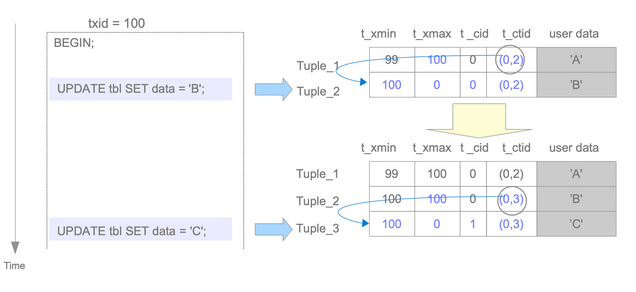 txid = 100
BEGIN;
UPDATE tbl SET data = 'B';
UPDATE tbl SET data = 'C';
Time
t_xmin t_xmax t _cid t_ctid user data
Tuple_1 99 100 0 (0,2) 'A'
Tuple_2 100 0 0 (0,2) 'B'
t_xmin t_xmax t _cid t_ctid user data
Tuple_1 99 100 0 (0,2) 'A'
Tuple_2 100 100 0 (0,3) 'B'
Tuple_3 100 0 1 (0,3) 'C'